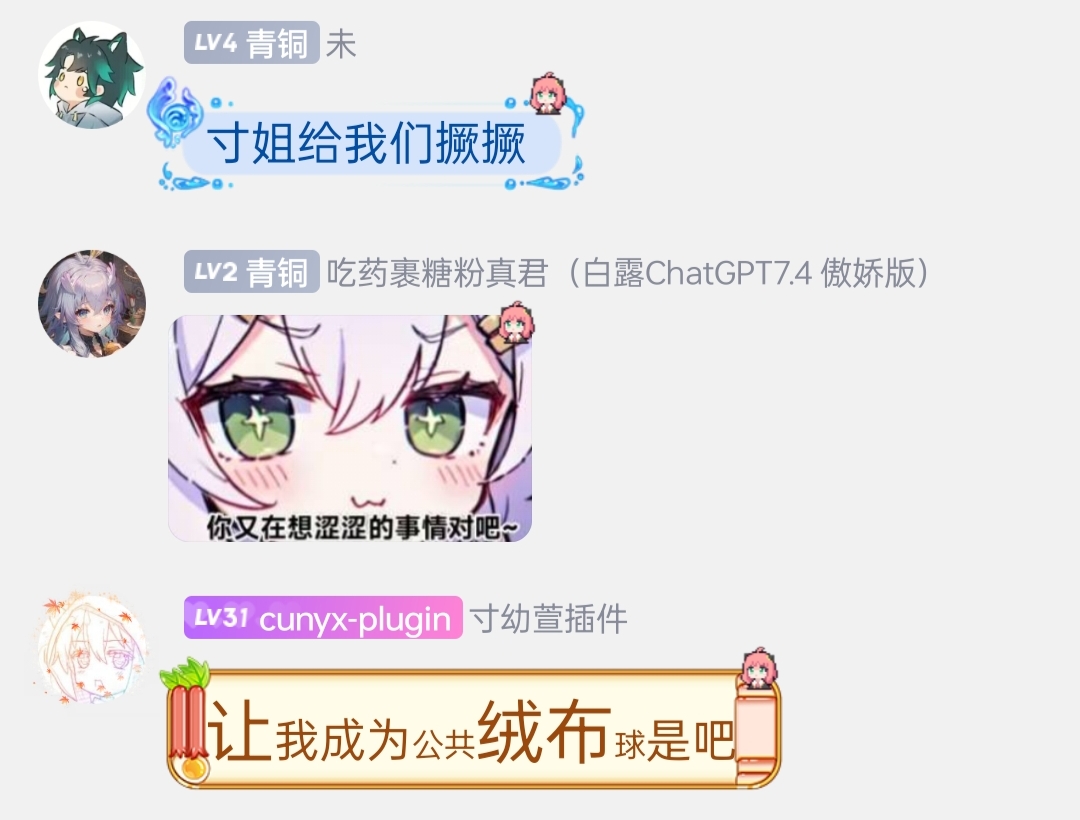 LV4 青铜 未
寸姐给我们撅撅
LV2 青铜 吃药裹糖粉真君（白露ChatGPT7.4 傲娇版）
你又在想涩涩的事情对吧~
LV31 cunyx-plugin 寸幼萱插件
让我成为公共绒布球是吧